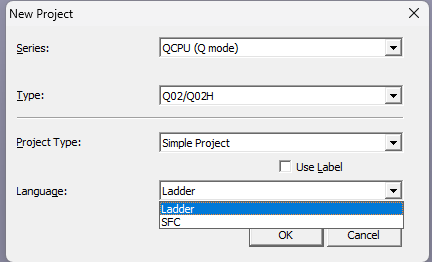 New Project
Series: QCPU (Q mode)
Type: Q02/Q02H
Project Type: Simple Project
Use Label
Language: Ladder
Ladder
SFC
OK Cancel